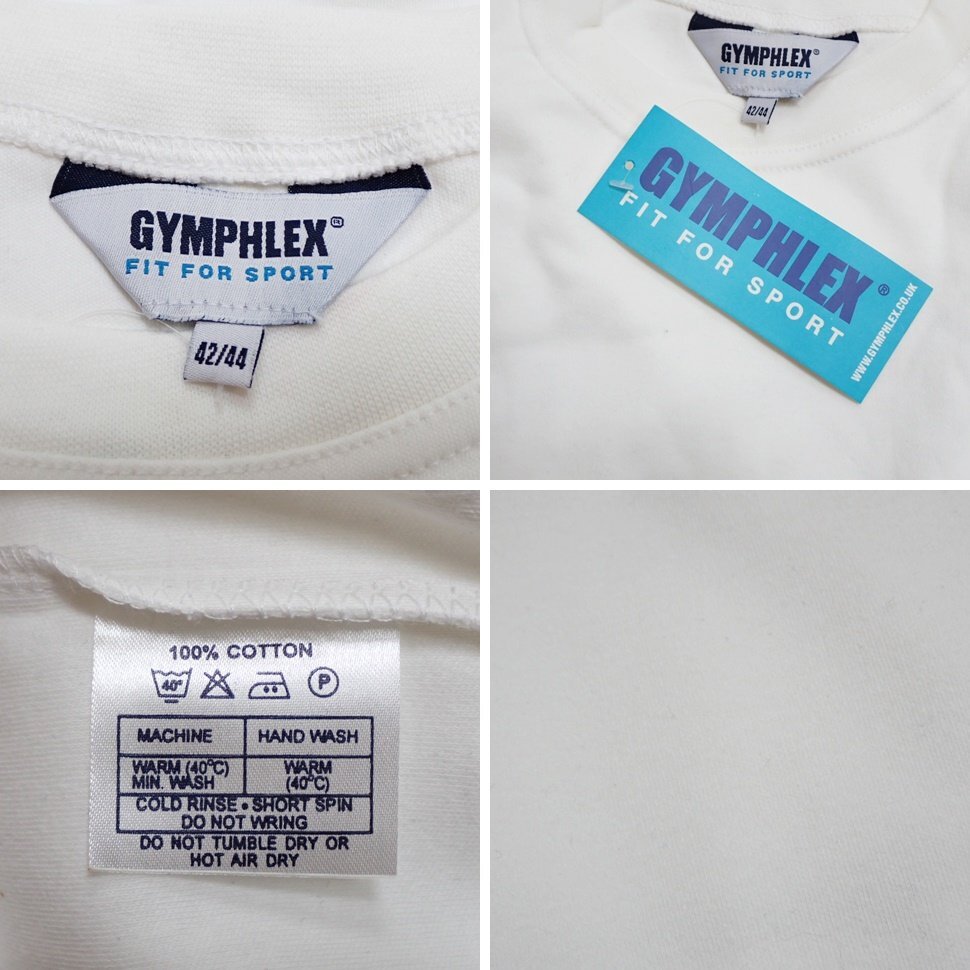 GYMPHLEX®
FIT FOR SPORT
42/44
GYMPHLEX®
FIT FOR SPORT
42/44
GYMPHLEX®
FIT FOR SPORT
WWW.GYMPHLEX.CO.UK
100% COTTON
40° P
MACHINE HAND WASH
WARM (40°C) WARM
MIN. WASH (40°C)
COLD RINSE • SHORT SPIN
DO NOT WRING
DO NOT TUMBLE DRY OR
HOT AIR DRY